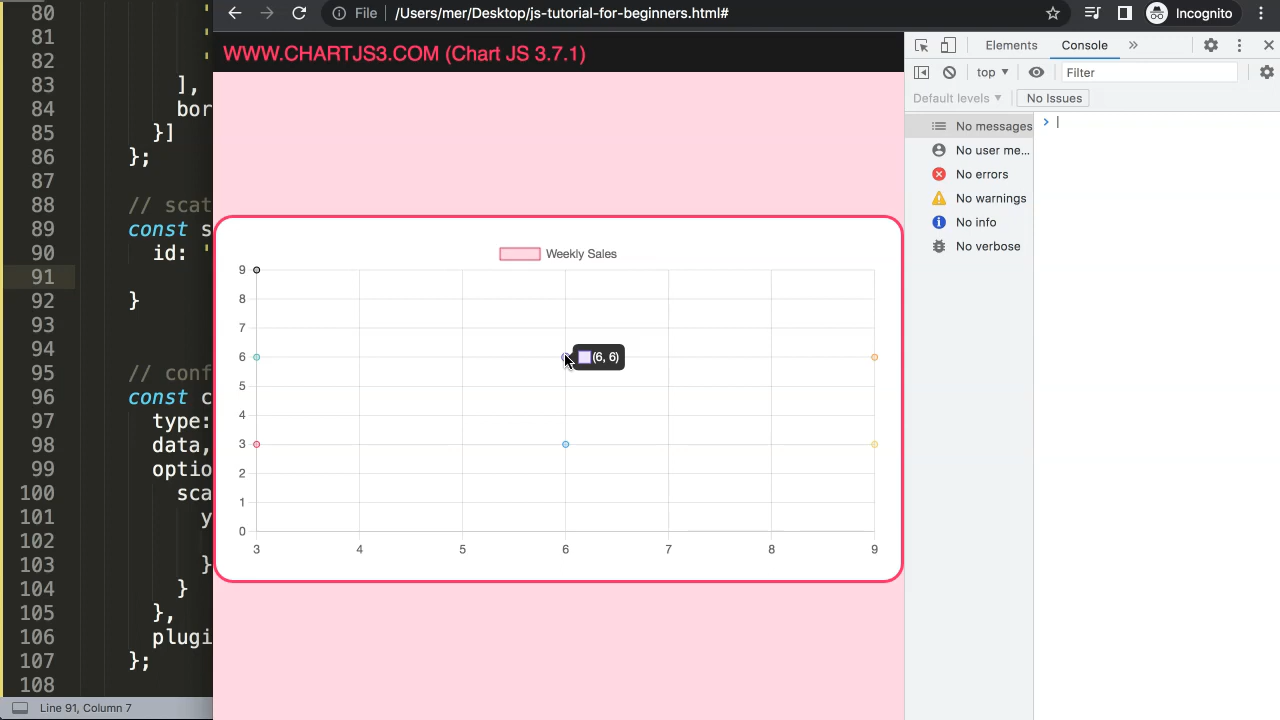 File
/Users/mer/Desktop/js-tutorial-for-beginners.html#
Incognito
WWW.CHARTJS3.COM (Chart JS 3.7.1)
80 '
81 '
82 '
83 ],
84 bor
85 }]
86 };
87
88 // scat
89 const s
90 id: '
91
92 }
93
94
95 // conf
96 const c
97 type:
98 data,
99 optio
100 sca
101 y
102
103 }
104 }
105 },
106 plugi
107 };
108
Line 91, Column 7
Weekly Sales
9
8
7
6
5
4
3
2
1
0
(6, 6)
3 4 5 6 7 8 9
Elements Console »
top ▼ Filter
Default levels ▼ No Issues
No messages
No user me...
No errors
No warnings
No info
No verbose
>